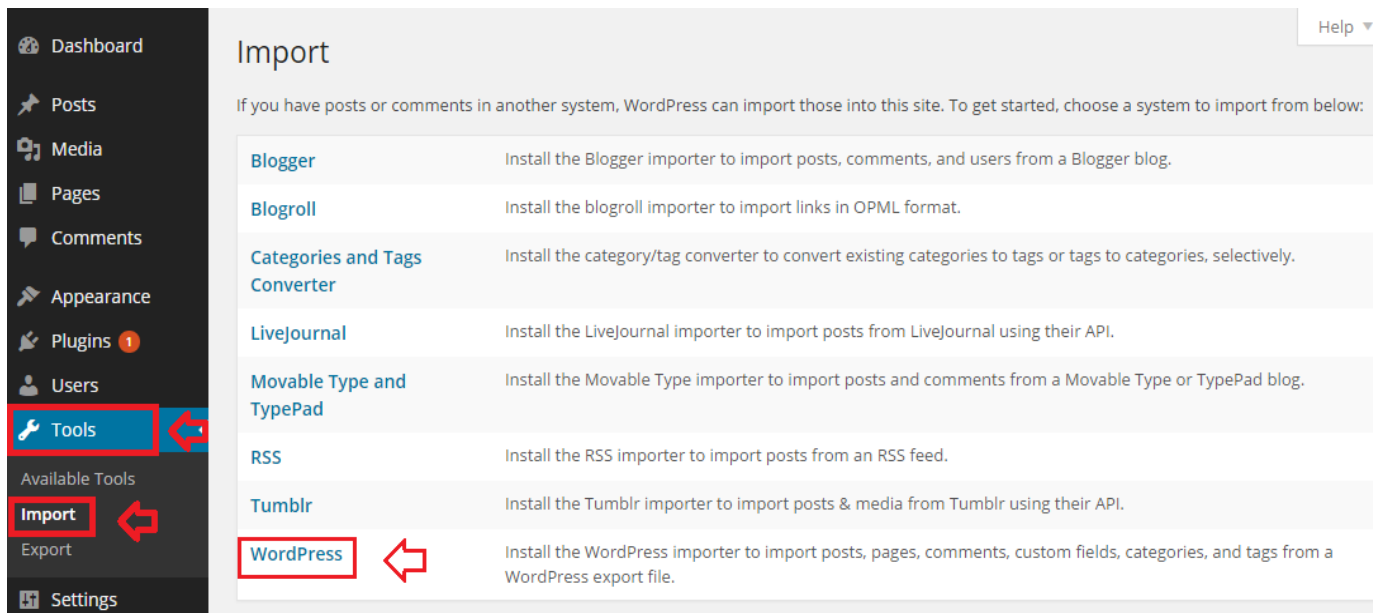 Dashboard
Posts
Media
Pages
Comments
Appearance
Plugins 1
Users
Tools
Available Tools
Import
Export
Settings
Help
Import
If you have posts or comments in another system, WordPress can import those into this site. To get started, choose a system to import from below:
Blogger
Install the Blogger importer to import posts, comments, and users from a Blogger blog.
Blogroll
Install the blogroll importer to import links in OPML format.
Categories and Tags
Converter
Install the category/tag converter to convert existing categories to tags or tags to categories, selectively.
LiveJournal
Install the LiveJournal importer to import posts from LiveJournal using their API.
Movable Type and
TypePad
Install the Movable Type importer to import posts and comments from a Movable Type or TypePad blog.
RSS
Install the RSS importer to import posts from an RSS feed.
Tumblr
Install the Tumblr importer to import posts & media from Tumblr using their API.
WordPress
Install the WordPress importer to import posts, pages, comments, custom fields, categories, and tags from a
WordPress export file.